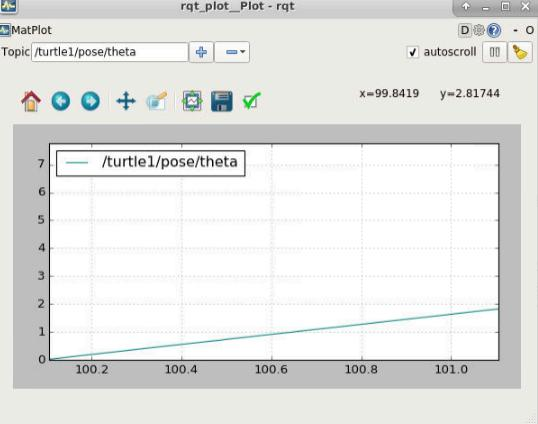 rqt_plot__Plot - rqt
MatPlot
D
- O
Topic /turtle1/pose/theta
autoscroll
x=99.8419 y=2.81744
/turtle1/pose/theta
7
6
5
4
3
2
1
0
100.2 100.4 100.6 100.8 101.0